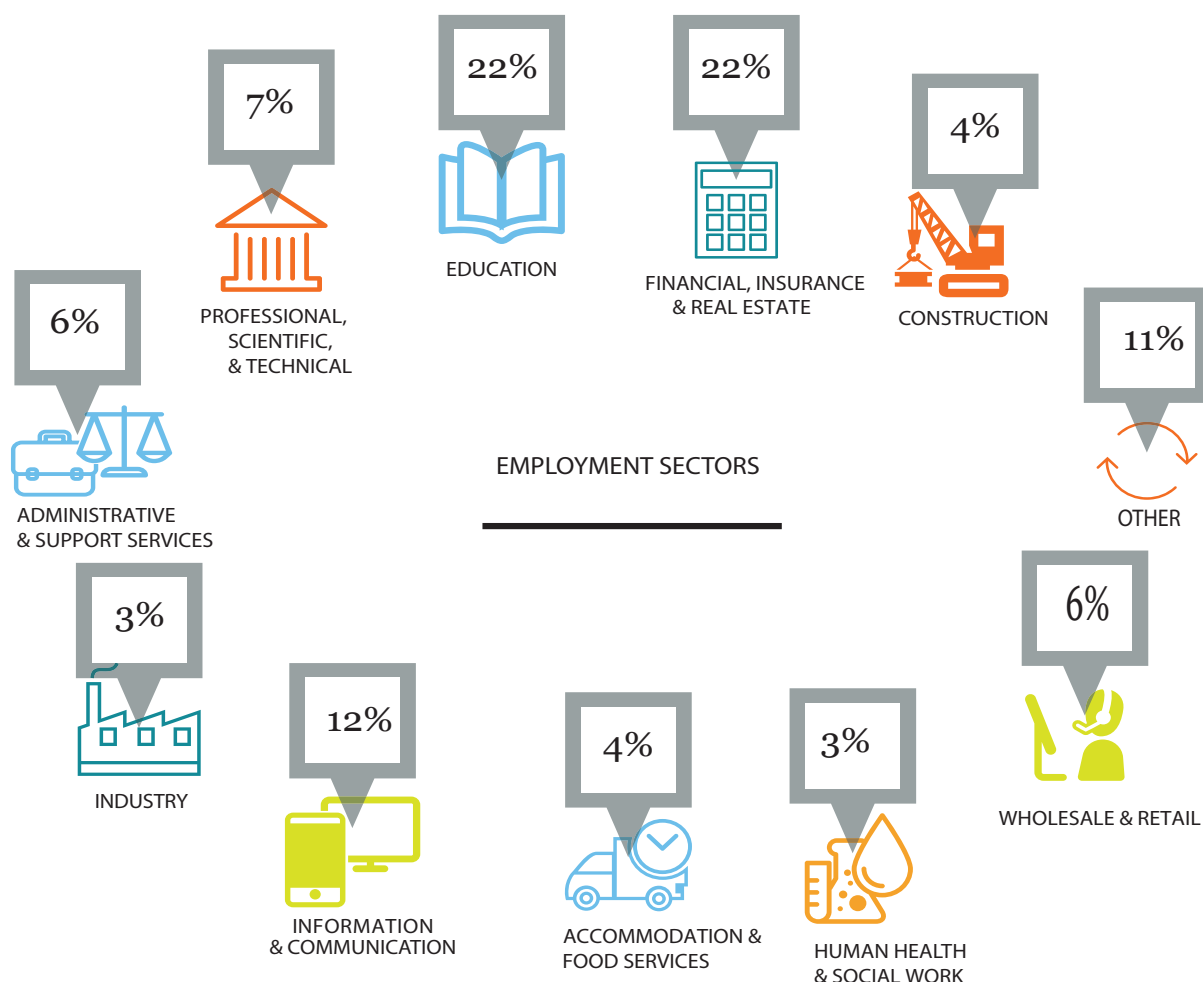 22%
EDUCATION
22%
FINANCIAL, INSURANCE
& REAL ESTATE
7%
PROFESSIONAL,
SCIENTIFIC,
& TECHNICAL
4%
CONSTRUCTION
6%
ADMINISTRATIVE
& SUPPORT SERVICES
11%
OTHER
EMPLOYMENT SECTORS
3%
INDUSTRY
6%
WHOLESALE & RETAIL
12%
INFORMATION
& COMMUNICATION
4%
ACCOMMODATION &
FOOD SERVICES
3%
HUMAN HEALTH
& SOCIAL WORK